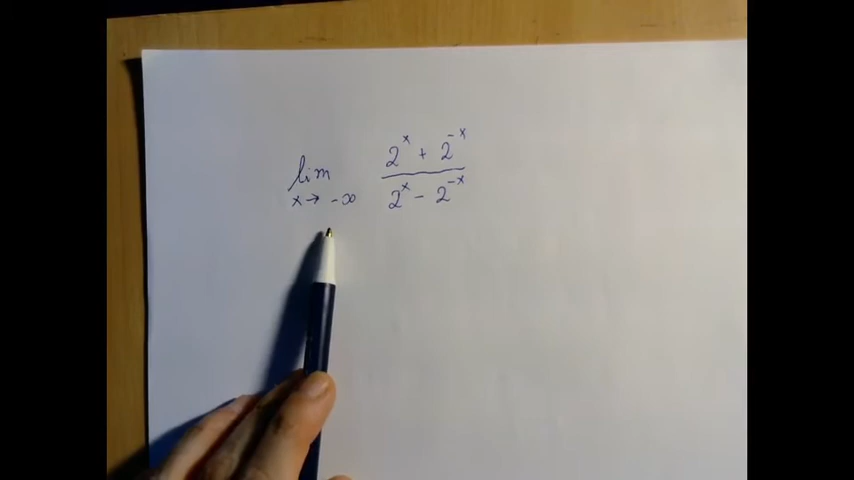 lim 2^x + 2^-x
x → -∞ 2^x - 2^-x